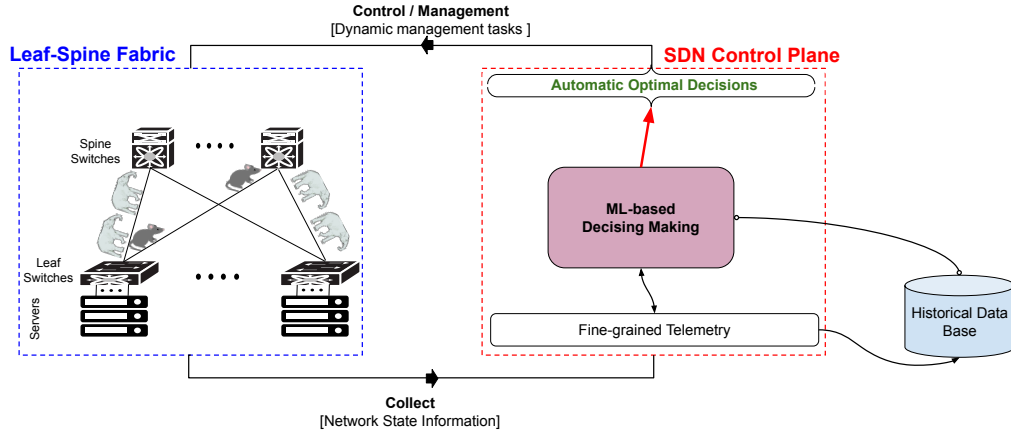 Control / Management
[Dynamic management tasks ]
Leaf-Spine Fabric
SDN Control Plane
Automatic Optimal Decisions
Spine
Switches
ML-based
Decising Making
Leaf
Switches
Servers
Fine-grained Telemetry
Historical Data
Base
Collect
[Network State Information]